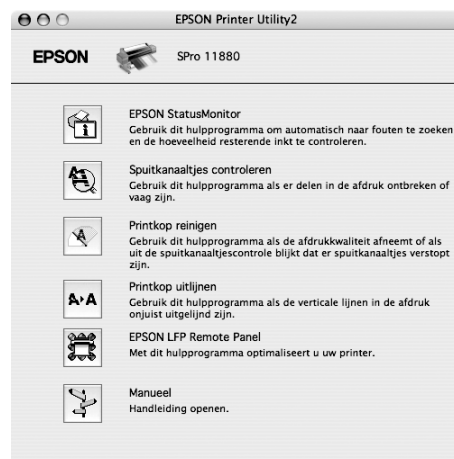 EPSON Printer Utility2
EPSON
SPro 11880
EPSON StatusMonitor
Gebruik dit hulpprogramma om automatisch naar fouten te zoeken
en de hoeveelheid resterende inkt te controleren.
Spuitkanaaltjes controleren
Gebruik dit hulpprogramma als er delen in de afdruk ontbreken of
vaag zijn.
Printkop reinigen
Gebruik dit hulpprogramma als de afdrukkwaliteit afneemt of als
uit de spuitkanaaltjescontrole blijkt dat er spuitkanaaltjes verstopt
zijn.
Printkop uitlijnen
Gebruik dit hulpprogramma als de verticale lijnen in de afdruk
onjuist uitgelijnd zijn.
EPSON LFP Remote Panel
Met dit hulpprogramma optimaliseert u uw printer.
Manueel
Handleiding openen.